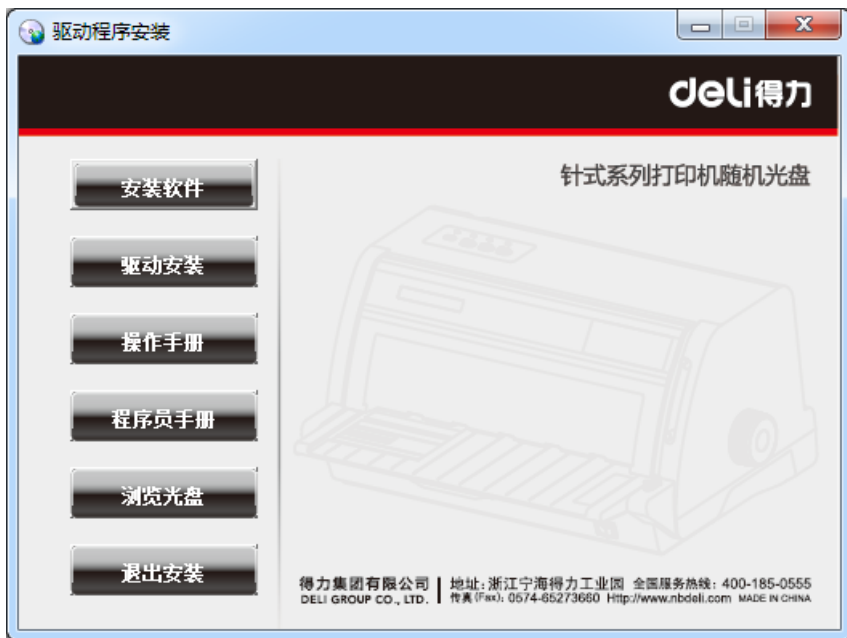 驱动程序安装
deli得力
针式系列打印机随机光盘
安装软件
驱动安装
操作手册
程序员手册
浏览光盘
退出安装
得力集团有限公司 地址:浙江宁海得力工业园 全国服务热线:400-185-0555
DELI GROUP CO., LTD. 传真(Fax):0574-65273660 Http://www.nbdeli.com MADE IN CHINA